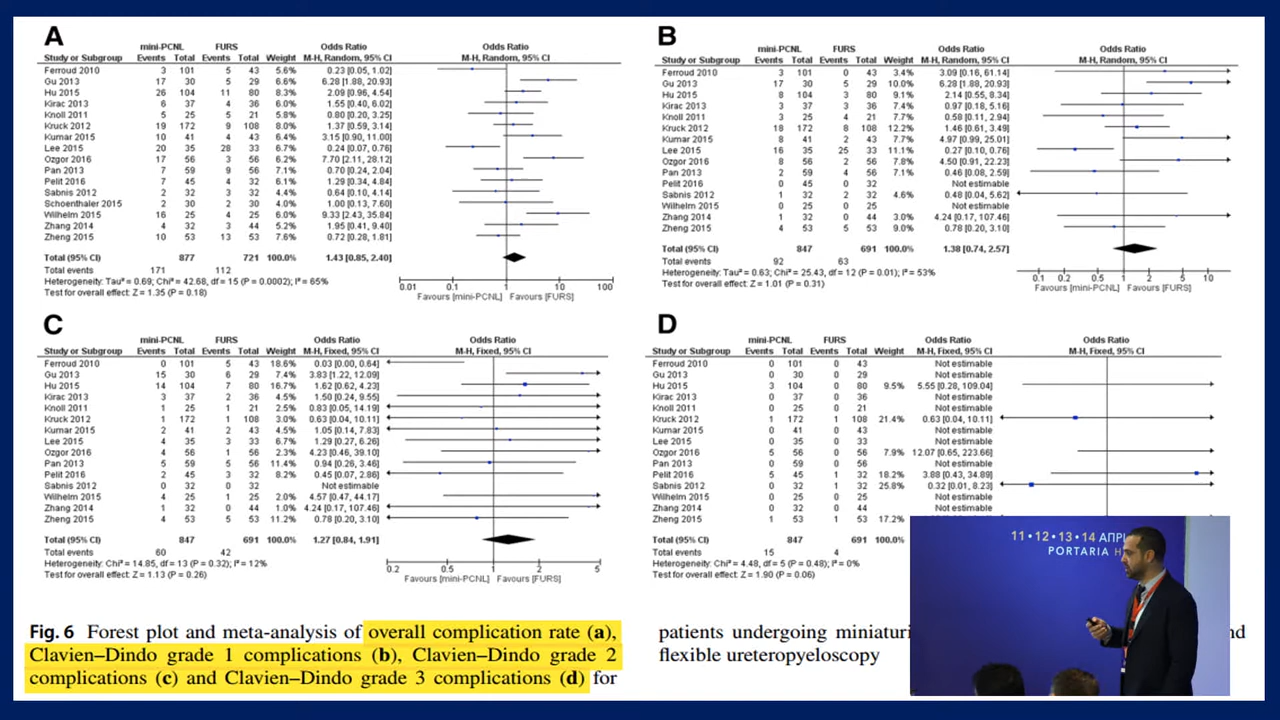 A
mini-PCNL FURS Odds Ratio Odds Ratio
Study or Subgroup Events Total Events Total Weight M-H, Random, 95% CI M-H, Random, 95% CI
Ferroud 2010 3 101 5 43 5.6% 0.23 [0.05, 1.02]
Gu 2013 17 30 5 29 6.6% 6.28 [1.88, 20.93]
Hu 2015 26 104 11 80 8.3% 2.09 [0.96, 4.54]
Kirac 2013 6 37 4 36 6.1% 1.55 [0.40, 6.02]
Knoll 2011 5 25 5 21 5.8% 0.80 [0.20, 3.25]
Kruck 2012 19 172 9 108 8.0% 1.37 [0.59, 3.14]
Kumar 2015 10 41 4 43 6.5% 3.15 [0.90, 11.00]
Lee 2015 20 35 28 33 6.9% 0.24 [0.07, 0.76]
Ozgor 2016 17 56 3 56 6.3% 7.70 [2.11, 28.12]
Pan 2013 7 59 9 56 7.1% 0.70 [0.24, 2.04]
Pelit 2016 7 45 4 32 6.2% 1.29 [0.34, 4.84]
Sabnis 2012 2 32 3 32 4.4% 0.64 [0.10, 4.14]
Schoenthaler 2015 2 30 2 30 3.9% 1.00 [0.13, 7.60]
Wilhelm 2015 16 25 4 25 6.0% 9.33 [2.43, 35.84]
Zhang 2014 4 32 3 44 5.1% 1.95 [0.41, 9.40]
Zheng 2015 10 53 13 53 7.6% 0.72 [0.28, 1.81]
Total (95% CI) 877 721 100.0% 1.43 [0.85, 2.40]
Total events 171 112
Heterogeneity: Tau² = 0.69; Chi² = 42.68, df = 15 (P = 0.0002); I² = 65%
Test for overall effect: Z = 1.35 (P = 0.18)
0.01 0.1 1 10 100
Favours [mini-PCNL] Favours [FURS]
B
mini-PCNL FURS Odds Ratio Odds Ratio
Study or Subgroup Events Total Events Total Weight M-H, Random, 95% CI M-H, Random, 95% CI
Ferroud 2010 3 101 0 43 3.4% 3.09 [0.16, 61.14]
Gu 2013 17 30 5 29 10.0% 6.28 [1.88, 20.93]
Hu 2015 8 104 3 80 2.14 [0.55, 8.34]
Kirac 2013 3 37 3 36 0.97 [0.18, 5.16]
Knoll 2011 3 25 4 21 0.58 [0.11, 2.94]
Kruck 2012 18 172 8 108 12.2% 1.46 [0.61, 3.49]
Kumar 2015 8 41 2 43 4.97 [0.99, 25.01]
Lee 2015 16 35 25 33 0.27 [0.10, 0.76]
Ozgor 2016 8 56 2 56 7.8% 4.50 [0.91, 22.23]
Pan 2013 2 59 4 56 0.46 [0.08, 2.59]
Pelit 2016 0 45 0 32 Not estimable
Sabnis 2012 1 32 2 32 4.6% 0.48 [0.04, 5.62]
Wilhelm 2015 0 25 0 25 Not estimable
Zhang 2014 1 32 0 44 3.0% 4.24 [0.17, 107.46]
Zheng 2015 4 53 5 53 0.78 [0.20, 3.10]
Total (95% CI) 847 691 100.0% 1.38 [0.74, 2.57]
Total events 92 63
Heterogeneity: Tau² = 0.63; Chi² = 25.43, df = 12 (P = 0.01); I² = 53%
Test for overall effect: Z = 1.01 (P = 0.31)
0.1 0.2 0.5 1 2 5 10
Favours [mini-PCNL] Favours [FURS]
C
mini-PCNL FURS Odds Ratio Odds Ratio
Study or Subgroup Events Total Events Total Weight M-H, Fixed, 95% CI M-H, Fixed, 95% CI
Ferroud 2010 0 101 5 43 18.6% 0.03 [0.00, 0.64]
Gu 2013 15 30 6 29 7.4% 3.83 [1.22, 12.09]
Hu 2015 14 104 7 80 16.7% 1.62 [0.62, 4.23]
Kirac 2013 3 37 2 36 4.6% 1.50 [0.24, 9.55]
Knoll 2011 1 25 1 21 0.83 [0.05, 14.19]
Kruck 2012 1 172 1 108 0.63 [0.04, 10.11]
Kumar 2015 2 41 2 43 1.05 [0.14, 7.83]
Lee 2015 4 35 3 33 1.29 [0.27, 6.26]
Ozgor 2016 4 56 1 56 4.23 [0.46, 39.10]
Pan 2013 5 59 5 56 11.4% 0.94 [0.26, 3.46]
Pelit 2016 2 45 3 32 8.2% 0.45 [0.07, 2.86]
Sabnis 2012 0 32 0 32 Not estimable
Wilhelm 2015 4 25 1 25 2.0% 4.57 [0.47, 44.17]
Zhang 2014 1 32 0 44 4.24 [0.17, 107.46]
Zheng 2015 4 53 5 53 11.2% 0.78 [0.20, 3.10]
Total (95% CI) 847 691 100.0% 1.27 [0.84, 1.91]
Total events 60 42
Heterogeneity: Chi² = 14.85, df = 13 (P = 0.32); I² = 12%
Test for overall effect: Z = 1.13 (P = 0.26)
0.2 0.5 1 2 5
Favours [mini-PCNL] Favours [FURS]
D
mini-PCNL FURS Odds Ratio Odds Ratio
Study or Subgroup Events Total Events Total Weight M-H, Fixed, 95% CI M-H, Fixed, 95% CI
Ferroud 2010 0 101 0 43 Not estimable
Gu 2013 0 30 0 29 Not estimable
Hu 2015 3 104 0 80 9.5% 5.55 [0.28, 109.04]
Kirac 2013 0 37 0 36 Not estimable
Knoll 2011 0 25 0 21 Not estimable
Kruck 2012 1 172 1 108 21.4% 0.63 [0.04, 10.11]
Kumar 2015 0 41 0 43 Not estimable
Lee 2015 0 35 0 33 Not estimable
Ozgor 2016 5 56 0 56 7.9% 12.07 [0.65, 223.66]
Pan 2013 0 59 0 56 Not estimable
Pelit 2016 5 45 1 32 18.2% 3.88 [0.43, 34.89]
Sabnis 2012 0 32 1 32 25.8% 0.32 [0.01, 8.23]
Wilhelm 2015 0 25 0 25 Not estimable
Zhang 2014 0 32 0 44 Not estimable
Zheng 2015 1 53 1 53 17.2%
Total (95% CI) 847 691 100.0%
Total events 15 4
Heterogeneity: Chi² = 4.48, df = 5 (P = 0.48); I² = 0%
Test for overall effect: Z = 1.90 (P = 0.06)
11•12•13•14 ΑΠΡΙ
PORTARIA H
Fig. 6 Forest plot and meta-analysis of overall complication rate (a),
Clavien–Dindo grade 1 complications (b), Clavien–Dindo grade 2
complications (c) and Clavien–Dindo grade 3 complications (d) for
patients undergoing miniaturi
nd
flexible ureteropyeloscopy